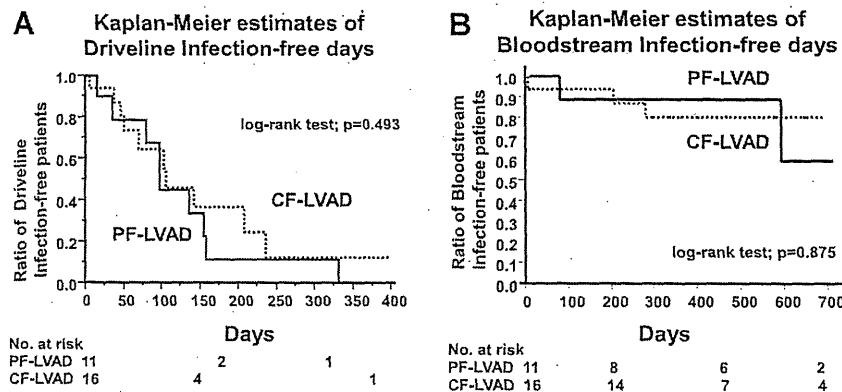 A
Kaplan-Meier estimates of
Driveline Infection-free days
Ratio of Driveline
Infection-free patients
1.0
0.8
0.6
0.4
0.2
0.0
log-rank test; p=0.493
CF-LVAD
PF-LVAD
0 50 100 150 200 250 300 350 400
Days
No. at risk
PF-LVAD 11 2 1
CF-LVAD 16 4 1
B
Kaplan-Meier estimates of
Bloodstream Infection-free days
Ratio of Bloodstream
Infection-free patients
1.0
0.9
0.8
0.6
0.4
0.2
0.1
0.0
PF-LVAD
CF-LVAD
log-rank test; p=0.875
0 100 200 300 400 500 600 700
Days
No. at risk
PF-LVAD 11 8 6 2
CF-LVAD 16 14 7 4